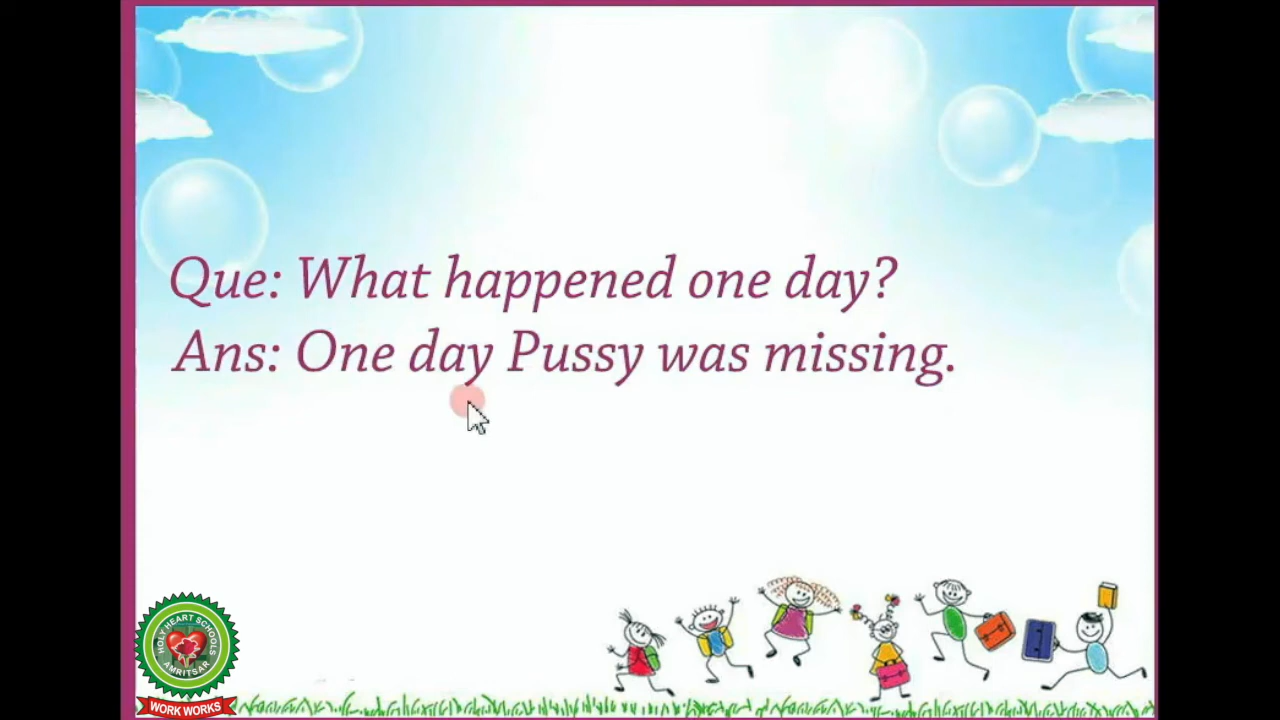 Que: What happened one day?
Ans: One day Pussy was missing.
HOLY HEART SCHOOLS
AMRITSAR
WORK WORKS